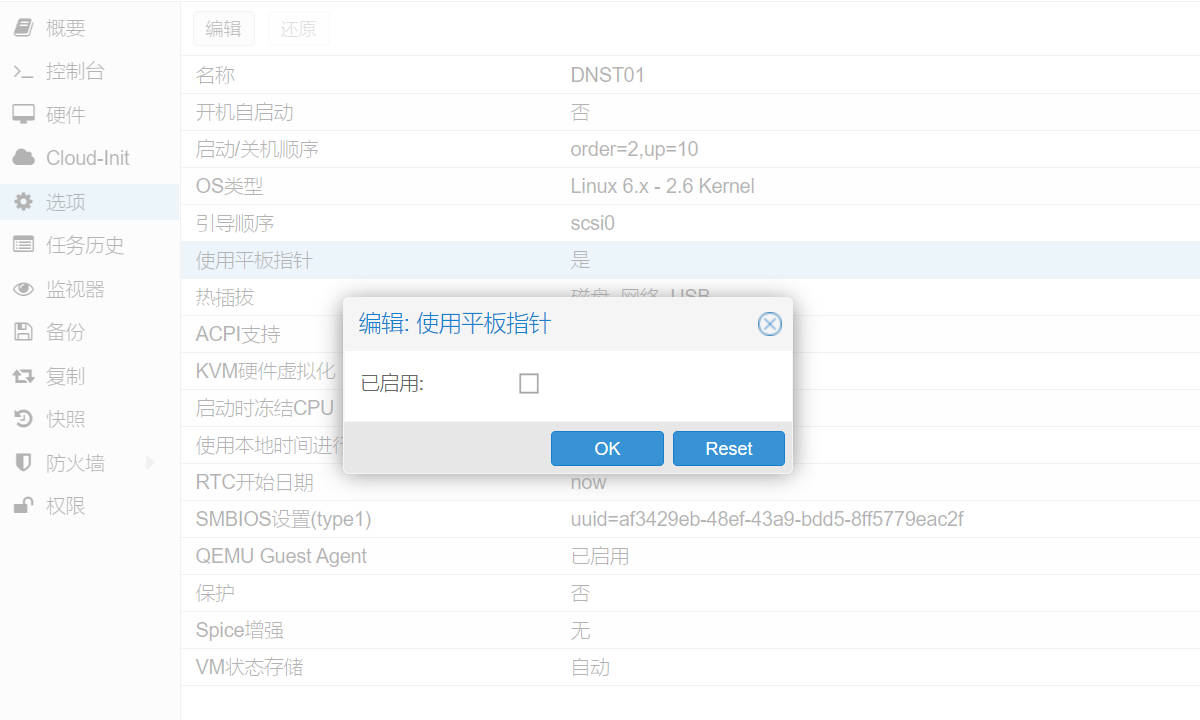 概要
控制台
硬件
Cloud-Init
选项
任务历史
监视器
备份
复制
快照
防火墙
权限
编辑 还原
名称 DNST01
开机自启动 否
启动/关机顺序 order=2,up=10
OS类型 Linux 6.x - 2.6 Kernel
引导顺序 scsi0
使用平板指针 是
热插拔 磁盘, 网络, USB
ACPI支持
KVM硬件虚拟化
启动时冻结CPU
使用本地时间进行
RTC开始日期 now
SMBIOS设置(type1) uuid=af3429eb-48ef-43a9-bdd5-8ff5779eac2f
QEMU Guest Agent 已启用
保护 否
Spice增强 无
VM状态存储 自动
编辑: 使用平板指针
已启用:
OK Reset